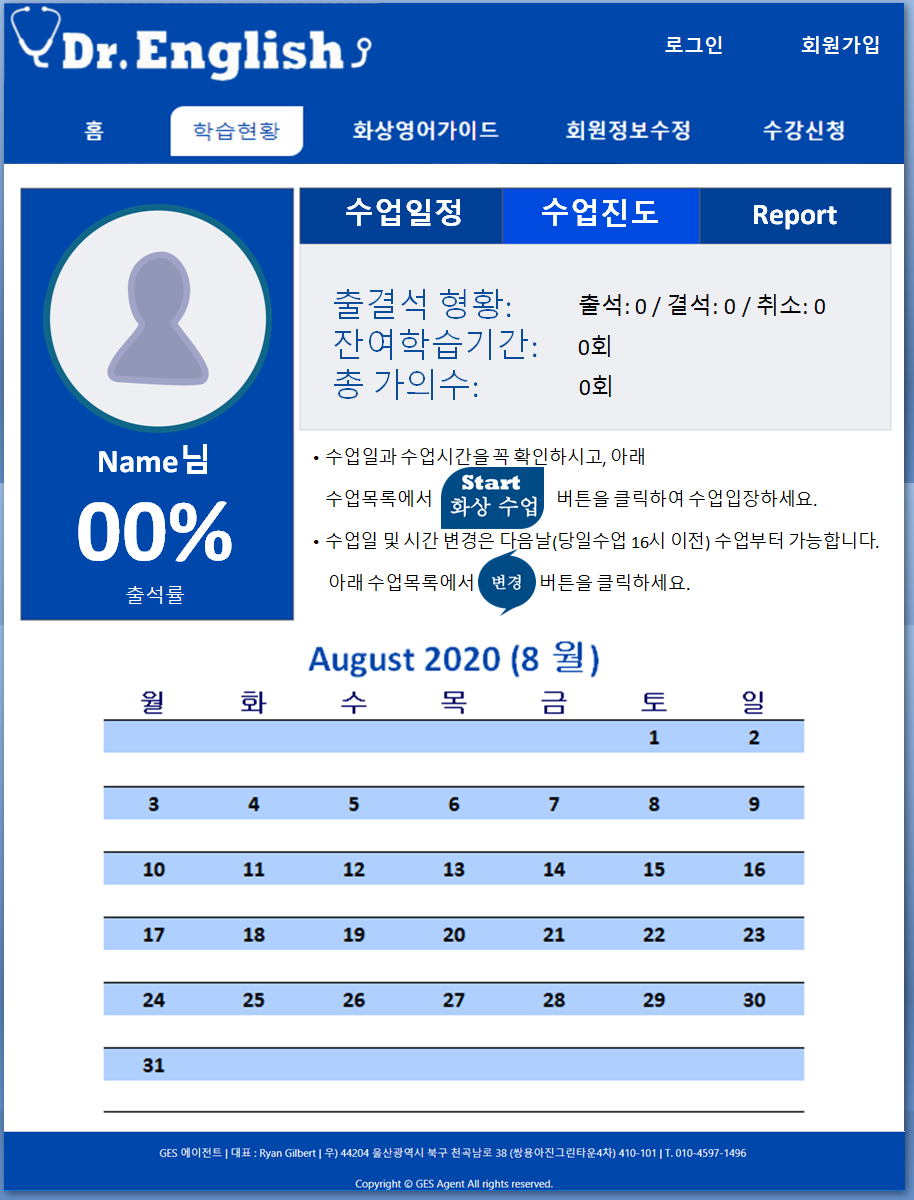 Dr. English
로그인 회원가입
홈 학습현황 화상영어가이드 회원정보수정 수강신청
수업일정 수업진도 Report
출결석 형황: 출석: 0 / 결석: 0 / 취소: 0
잔여학습기간: 0회
총 가의수: 0회
Name님
00%
출석률
• 수업일과 수업시간을 꼭 확인하시고, 아래
수업목록에서 Start 화상 수업 버튼을 클릭하여 수업입장하세요.
• 수업일 및 시간 변경은 다음날(당일수업 16시 이전) 수업부터 가능합니다.
아래 수업목록에서 변경 버튼을 클릭하세요.
August 2020 (8 월)
월 화 수 목 금 토 일
1 2
3 4 5 6 7 8 9
10 11 12 13 14 15 16
17 18 19 20 21 22 23
24 25 26 27 28 29 30
31
GES 에이전트 | 대표 : Ryan Gilbert | 우) 44204 울산광역시 북구 천곡남로 38 (쌍용아진그린타운4차) 410-101 | T. 010-4597-1496
Copyright © GES Agent All rights reserved.